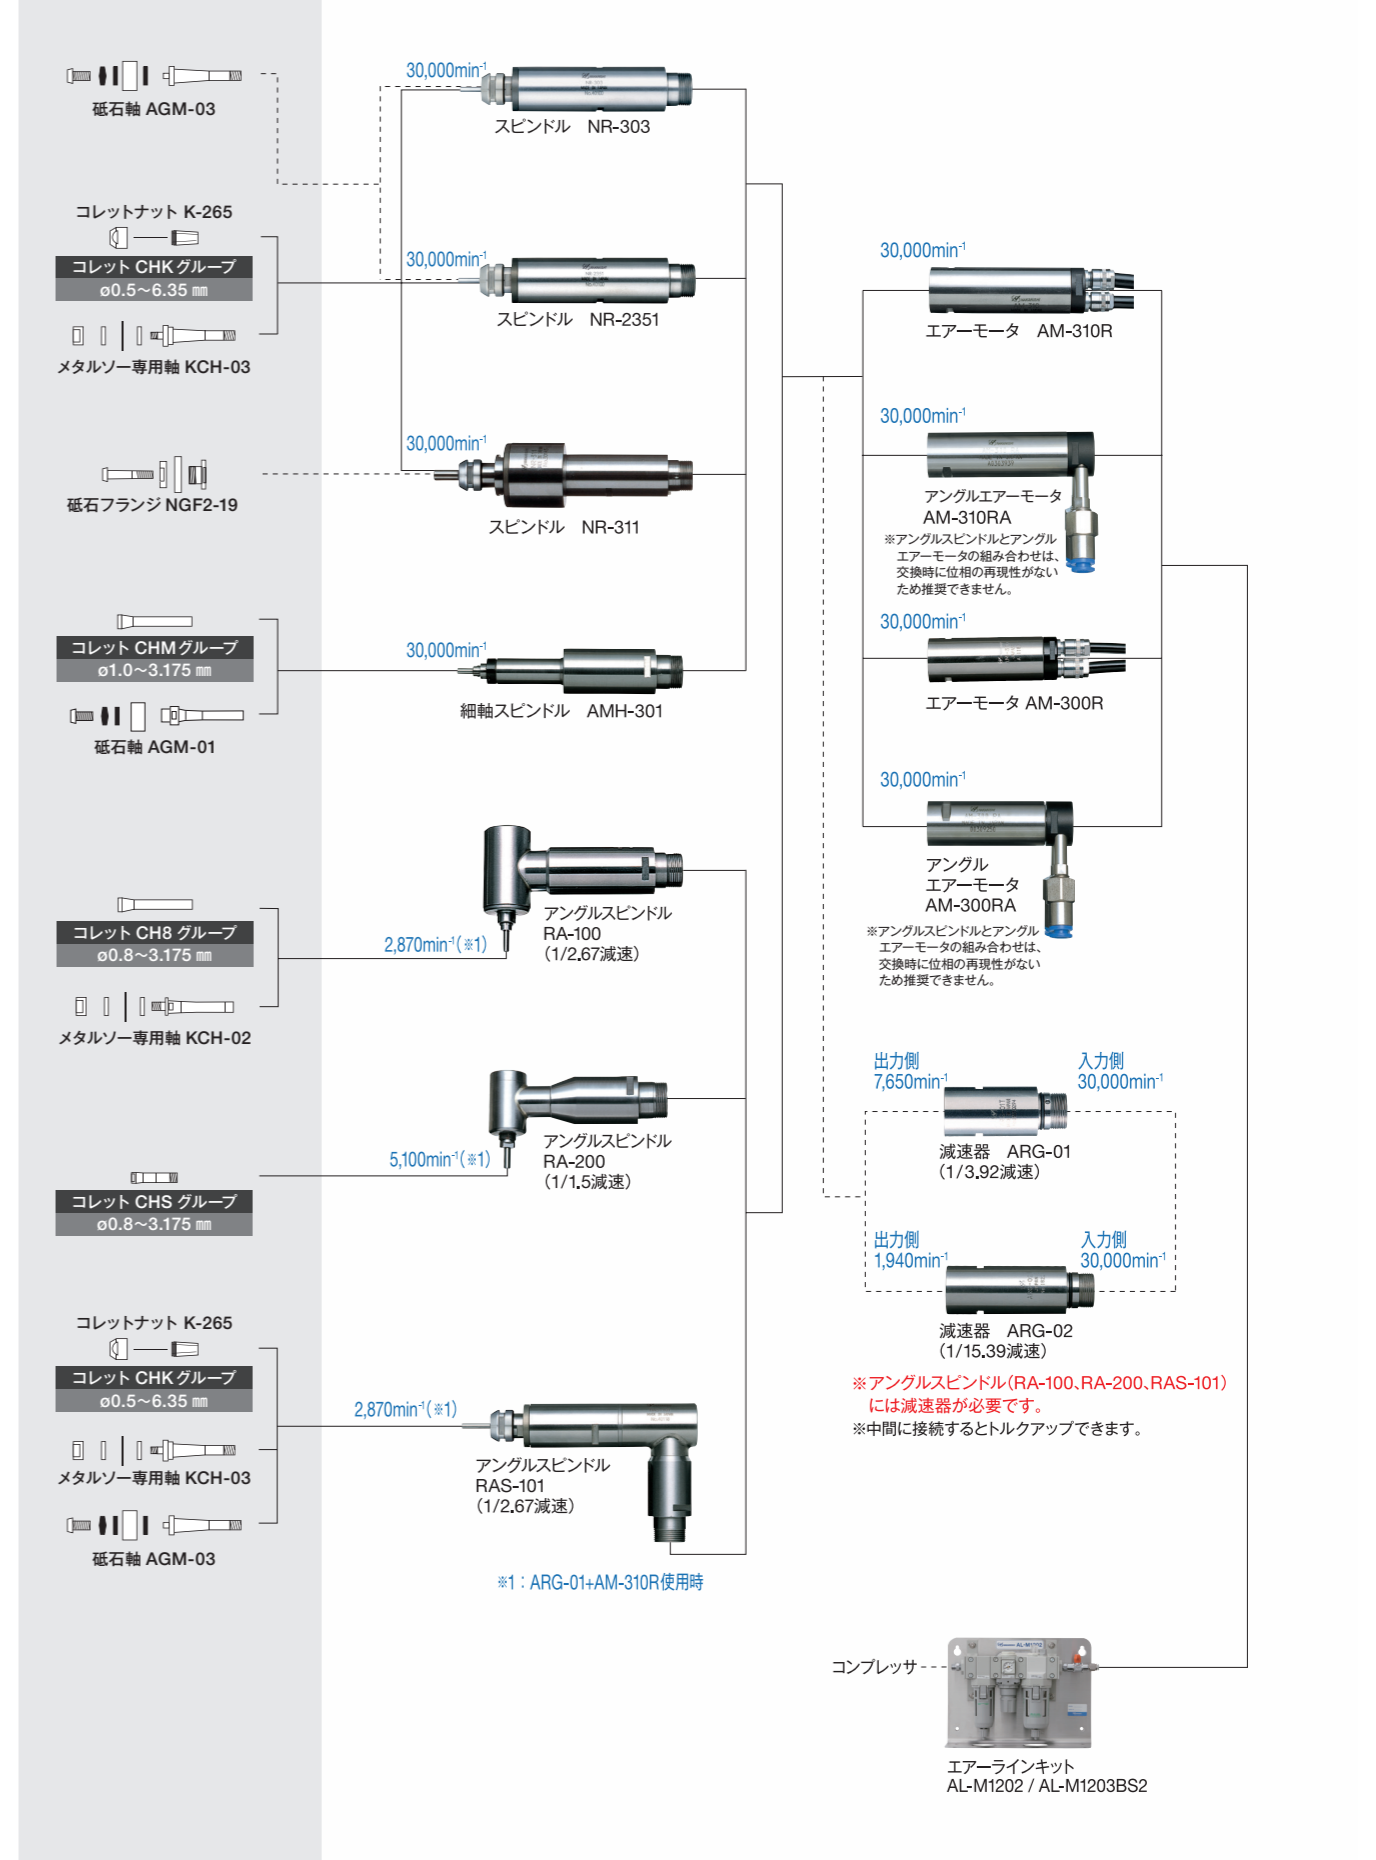 砥石軸 AGM-03
コレットナット K-265
コレット CHK グループ
ø0.5～6.35 ㎜
メタルソー専用軸 KCH-03
砥石フランジ NGF2-19
コレット CHM グループ
ø1.0～3.175 ㎜
砥石軸 AGM-01
コレット CH8 グループ
ø0.8～3.175 ㎜
メタルソー専用軸 KCH-02
コレット CHS グループ
ø0.8～3.175 ㎜
コレットナット K-265
コレット CHK グループ
ø0.5～6.35 ㎜
メタルソー専用軸 KCH-03
砥石軸 AGM-03
30,000min⁻¹
スピンドル　NR-303
30,000min⁻¹
スピンドル　NR-2351
30,000min⁻¹
スピンドル　NR-311
30,000min⁻¹
細軸スピンドル　AMH-301
2,870min⁻¹(※1)
アングルスピンドル
RA-100
(1/2.67減速)
5,100min⁻¹(※1)
アングルスピンドル
RA-200
(1/1.5減速)
2,870min⁻¹(※1)
アングルスピンドル
RAS-101
(1/2.67減速)
※1：ARG-01+AM-310R使用時
30,000min⁻¹
エアーモータ　AM-310R
30,000min⁻¹
アングルエアーモータ
AM-310RA
※アングルスピンドルとアングル
エアーモータの組み合わせは、
交換時に位相の再現性がない
ため推奨できません。
30,000min⁻¹
エアーモータ AM-300R
30,000min⁻¹
アングル
エアーモータ
AM-300RA
※アングルスピンドルとアングル
エアーモータの組み合わせは、
交換時に位相の再現性がない
ため推奨できません。
出力側
7,650min⁻¹
入力側
30,000min⁻¹
減速器　ARG-01
(1/3.92減速)
出力側
1,940min⁻¹
入力側
30,000min⁻¹
減速器　ARG-02
(1/15.39減速)
※アングルスピンドル(RA-100、RA-200、RAS-101)
には減速器が必要です。
※中間に接続するとトルクアップできます。
コンプレッサ
AL-M1202
エアーラインキット
AL-M1202 / AL-M1203BS2